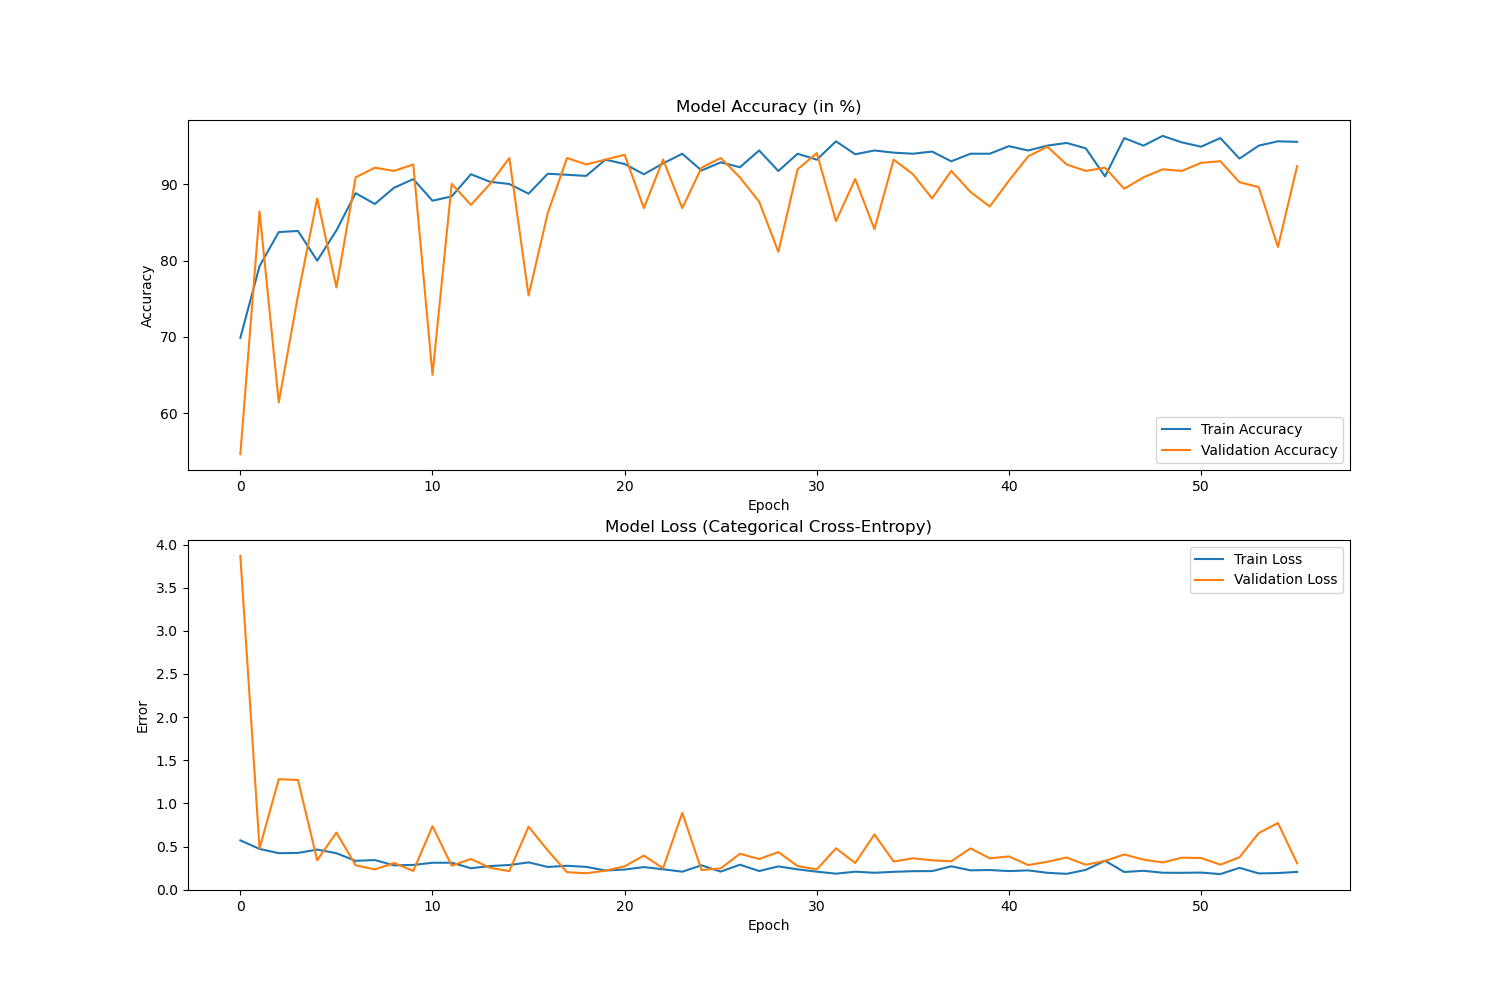 Model Accuracy (in %)
90
80
70
60
Accuracy
Train Accuracy
Validation Accuracy
0 10 20 30 40 50
Epoch
Model Loss (Categorical Cross-Entropy)
4.0
3.5
3.0
2.5
2.0
1.5
1.0
0.5
0.0
Error
Train Loss
Validation Loss
0 10 20 30 40 50
Epoch